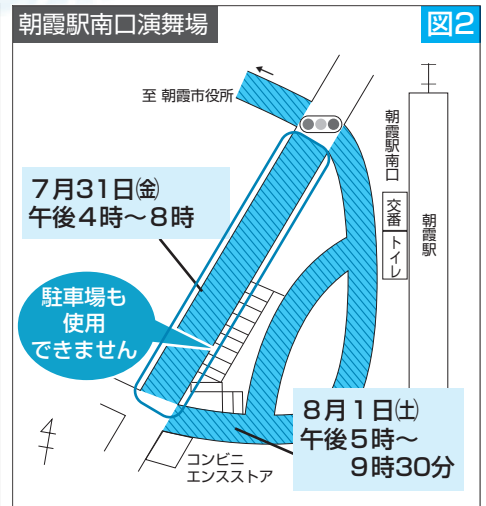 朝霞駅南口演舞場
図2
至 朝霞市役所
7月31日㈮
午後4時～8時
駐車場も
使用
できません
朝霞駅南口
交番
トイレ
朝霞駅
8月1日㈯
午後5時～
9時30分
コンビニ
エンスストア